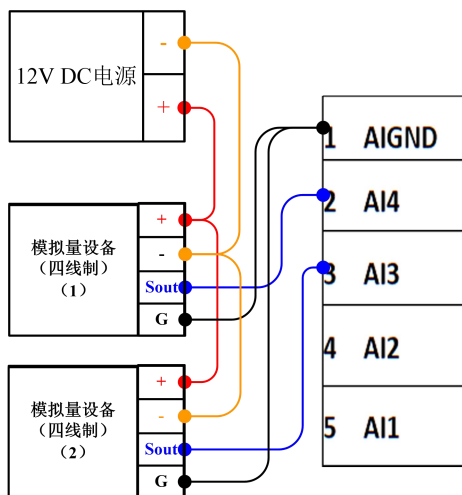 12V DC电源
-
+
模拟量设备
（四线制）
（1）
+
-
Sout
G
模拟量设备
（四线制）
（2）
+
-
Sout
G
1 AIGND
2 AI4
3 AI3
4 AI2
5 AI1